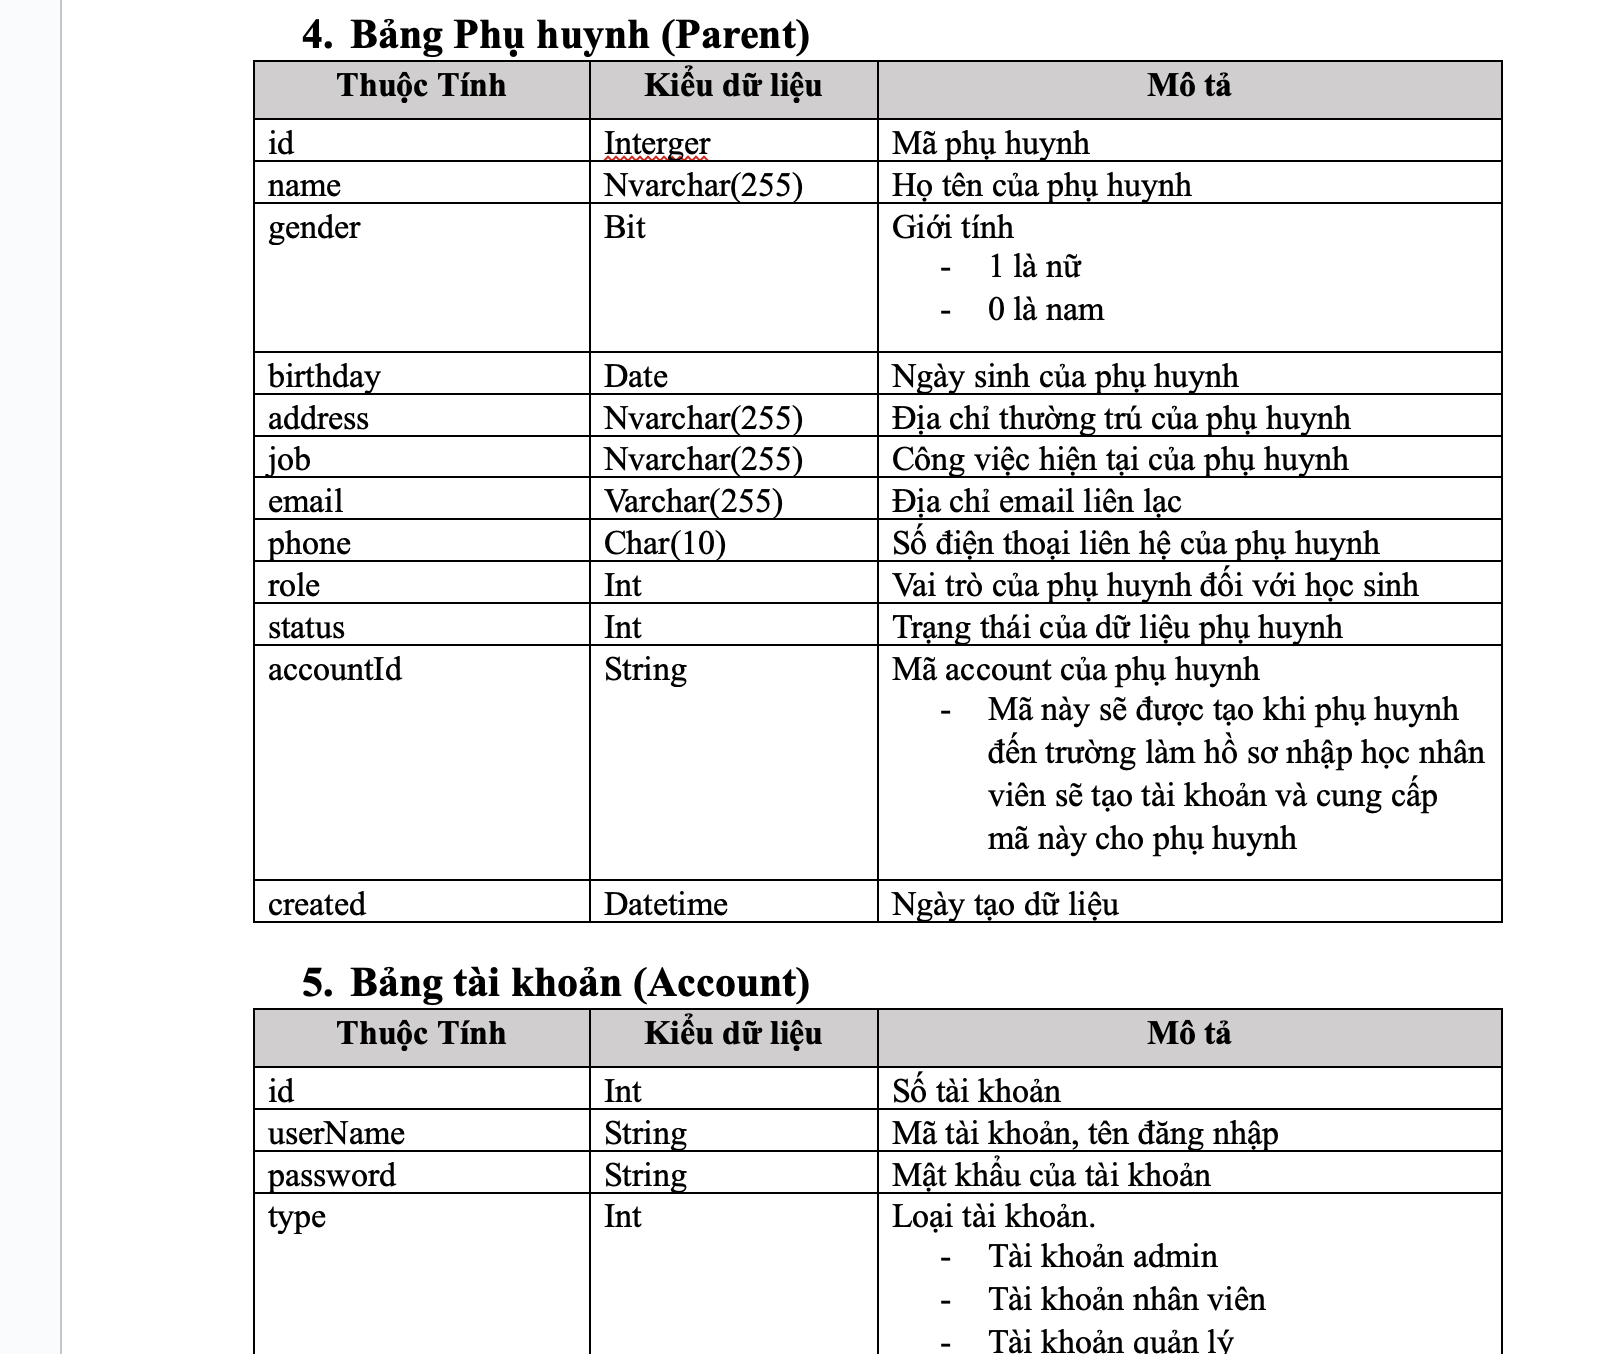 4. Bảng Phụ huynh (Parent)
Thuộc Tính Kiểu dữ liệu Mô tả
id Interger Mã phụ huynh
name Nvarchar(255) Họ tên của phụ huynh
gender Bit Giới tính
- 1 là nữ
- 0 là nam
birthday Date Ngày sinh của phụ huynh
address Nvarchar(255) Địa chỉ thường trú của phụ huynh
job Nvarchar(255) Công việc hiện tại của phụ huynh
email Varchar(255) Địa chỉ email liên lạc
phone Char(10) Số điện thoại liên hệ của phụ huynh
role Int Vai trò của phụ huynh đối với học sinh
status Int Trạng thái của dữ liệu phụ huynh
accountId String Mã account của phụ huynh
- Mã này sẽ được tạo khi phụ huynh
đến trường làm hồ sơ nhập học nhân
viên sẽ tạo tài khoản và cung cấp
mã này cho phụ huynh
created Datetime Ngày tạo dữ liệu
5. Bảng tài khoản (Account)
Thuộc Tính Kiểu dữ liệu Mô tả
id Int Số tài khoản
userName String Mã tài khoản, tên đăng nhập
password String Mật khẩu của tài khoản
type Int Loại tài khoản.
- Tài khoản admin
- Tài khoản nhân viên
- Tài khoản quản lý